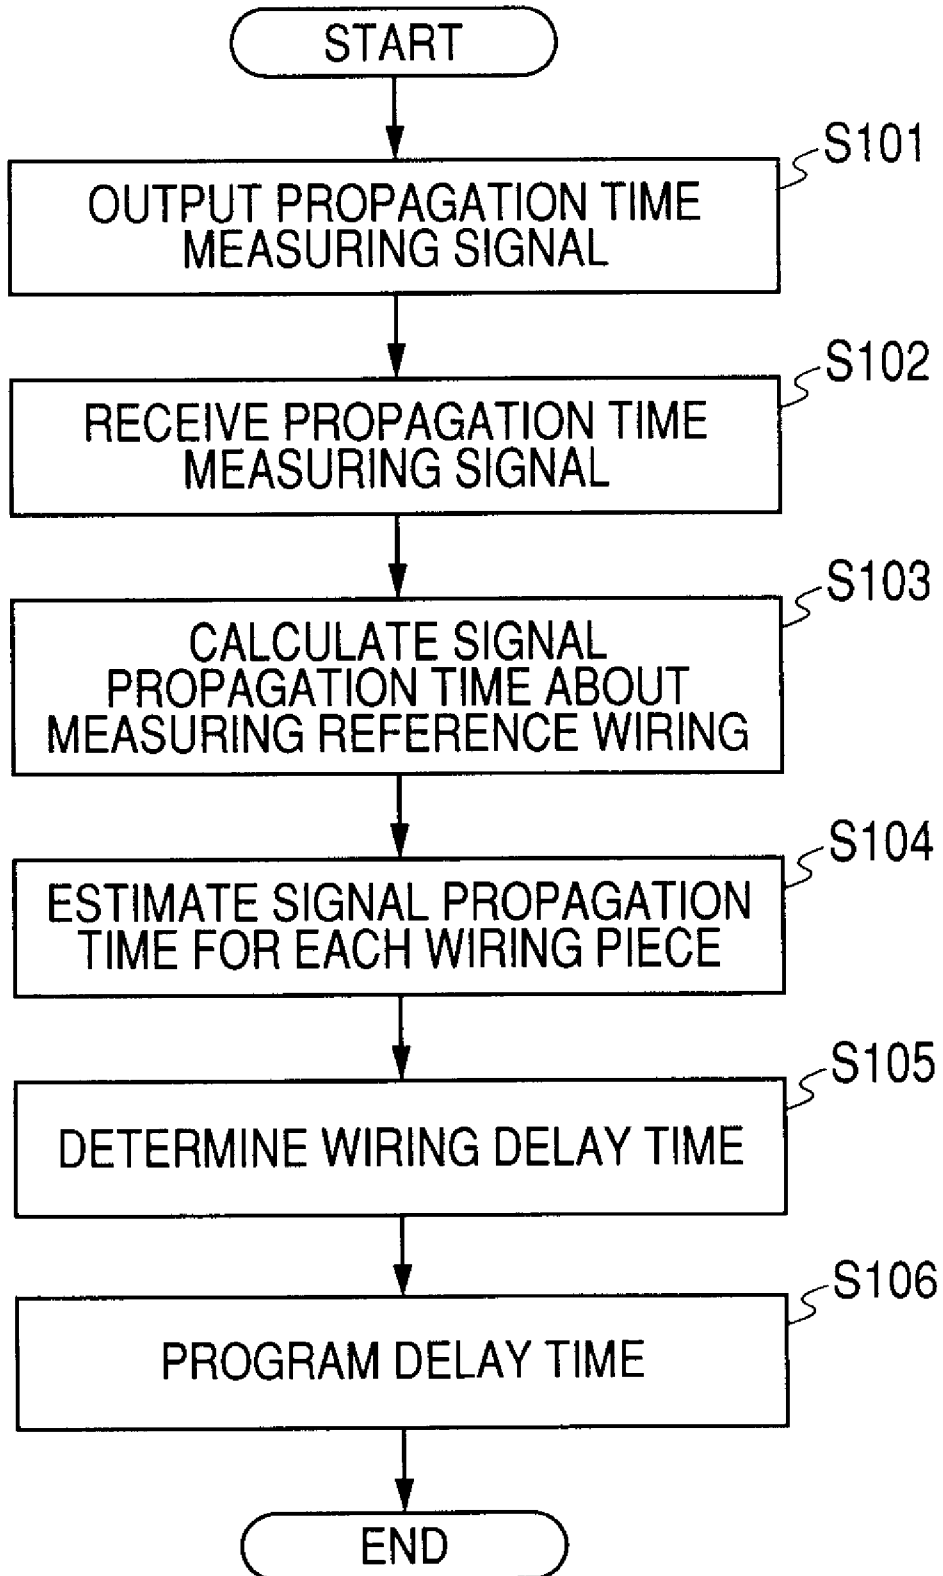 START
S101
OUTPUT PROPAGATION TIME
MEASURING SIGNAL
S102
RECEIVE PROPAGATION TIME
MEASURING SIGNAL
S103
CALCULATE SIGNAL
PROPAGATION TIME ABOUT
MEASURING REFERENCE WIRING
S104
ESTIMATE SIGNAL PROPAGATION
TIME FOR EACH WIRING PIECE
S105
DETERMINE WIRING DELAY TIME
S106
PROGRAM DELAY TIME
END